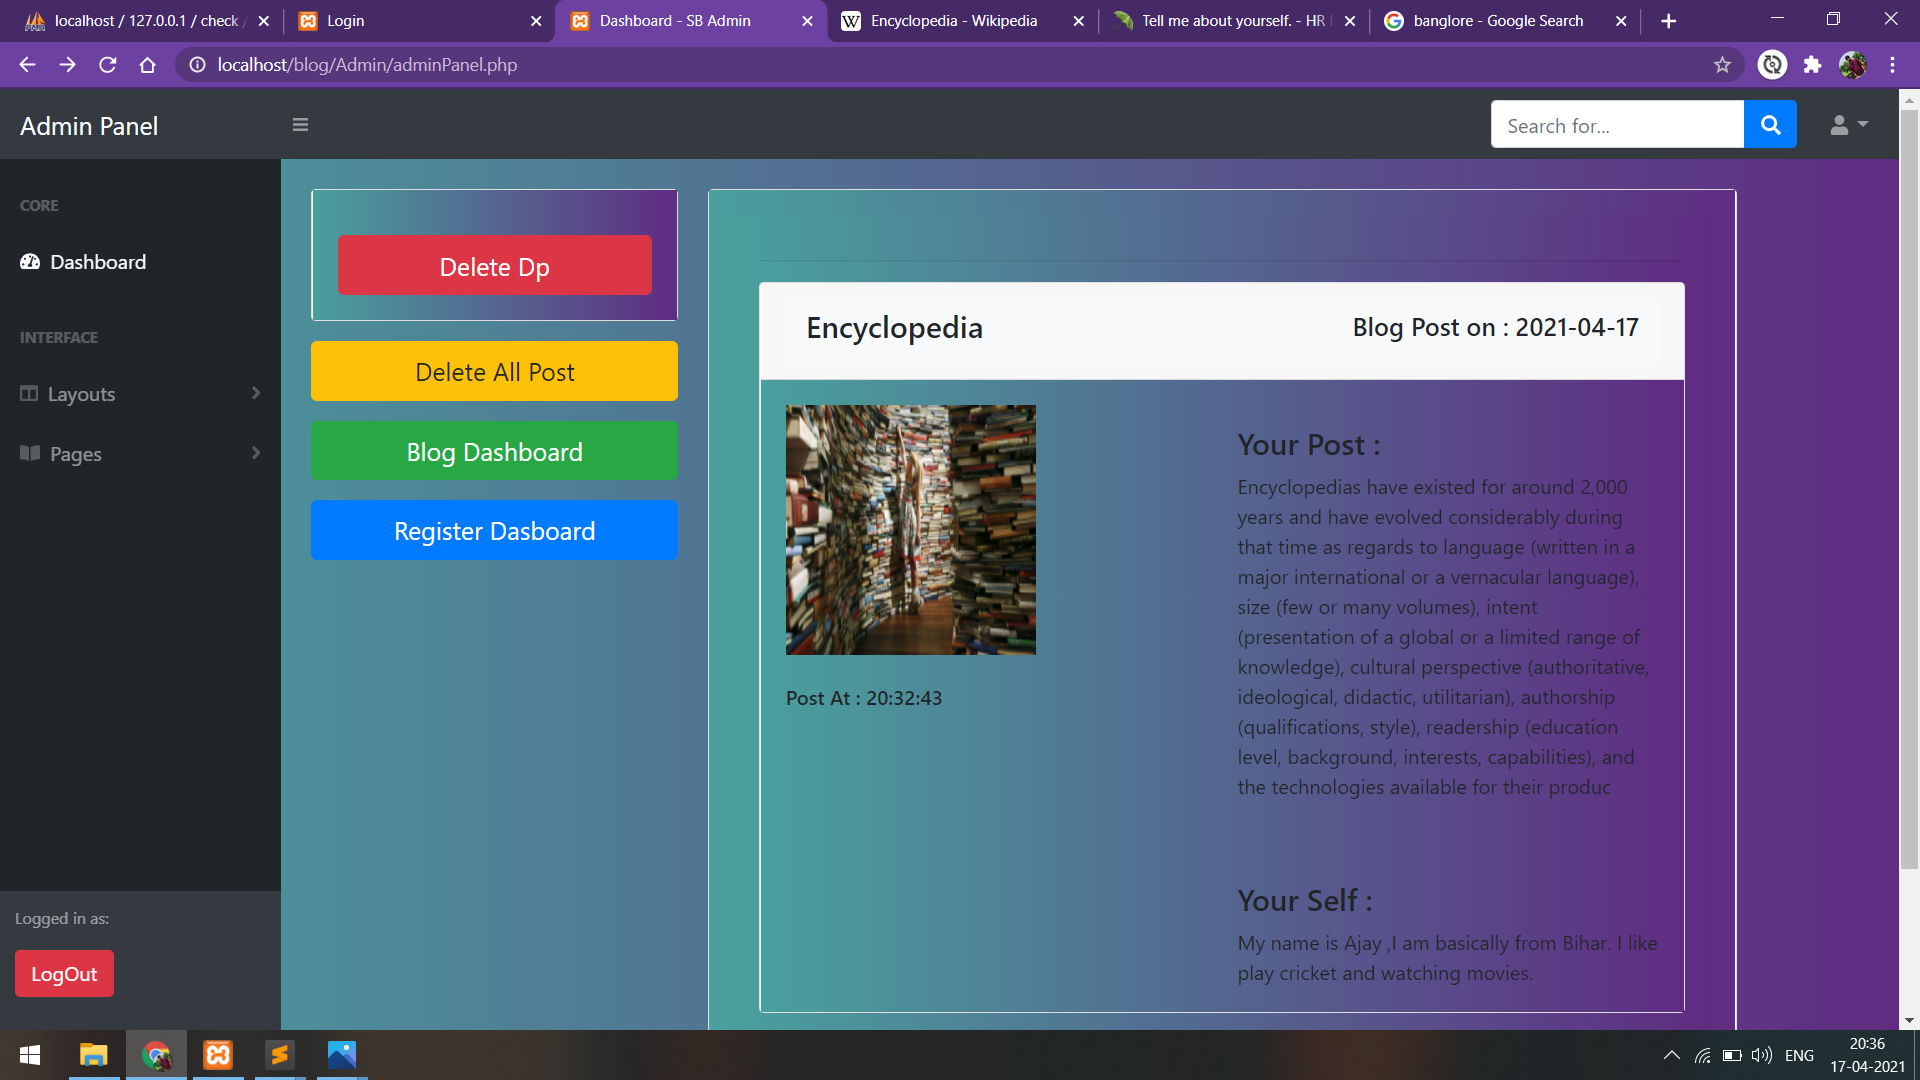 localhost / 127.0.0.1 / check /
Login
Dashboard - SB Admin
Encyclopedia - Wikipedia
Tell me about yourself. - HR
banglore - Google Search
localhost/blog/Admin/adminPanel.php
Admin Panel
Search for...
CORE
Dashboard
INTERFACE
Layouts
Pages
Logged in as:
LogOut
Delete Dp
Delete All Post
Blog Dashboard
Register Dasboard
Encyclopedia
Blog Post on : 2021-04-17
Post At : 20:32:43
Your Post :
Encyclopedias have existed for around 2,000
years and have evolved considerably during
that time as regards to language (written in a
major international or a vernacular language),
size (few or many volumes), intent
(presentation of a global or a limited range of
knowledge), cultural perspective (authoritative,
ideological, didactic, utilitarian), authorship
(qualifications, style), readership (education
level, background, interests, capabilities), and
the technologies available for their produc
Your Self :
My name is Ajay ,I am basically from Bihar. I like
play cricket and watching movies.
ENG
20:36
17-04-2021